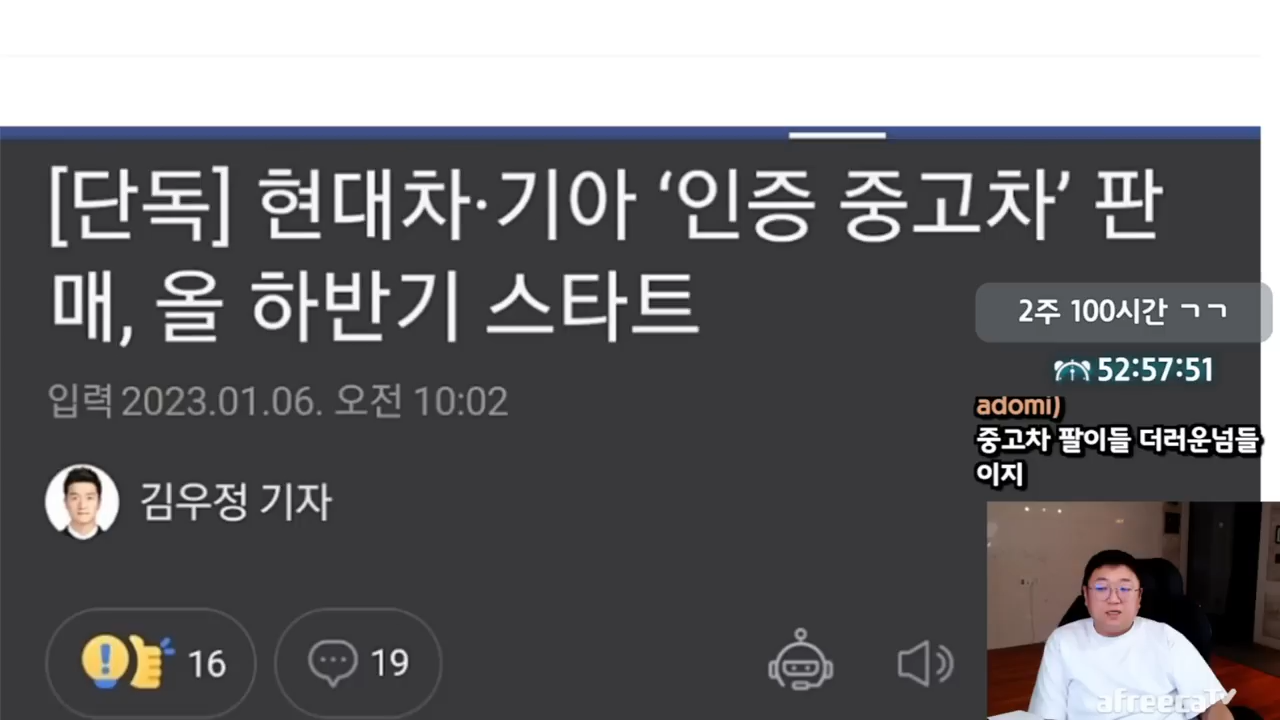 [단독] 현대차·기아 ‘인증 중고차’ 판
매, 올 하반기 스타트
입력 2023.01.06. 오전 10:02
김우정 기자
16
19
2주 100시간 ㄱㄱ
52:57:51
adomi)
중고차 팔이들 더러운넘들
이지
afreecaTV